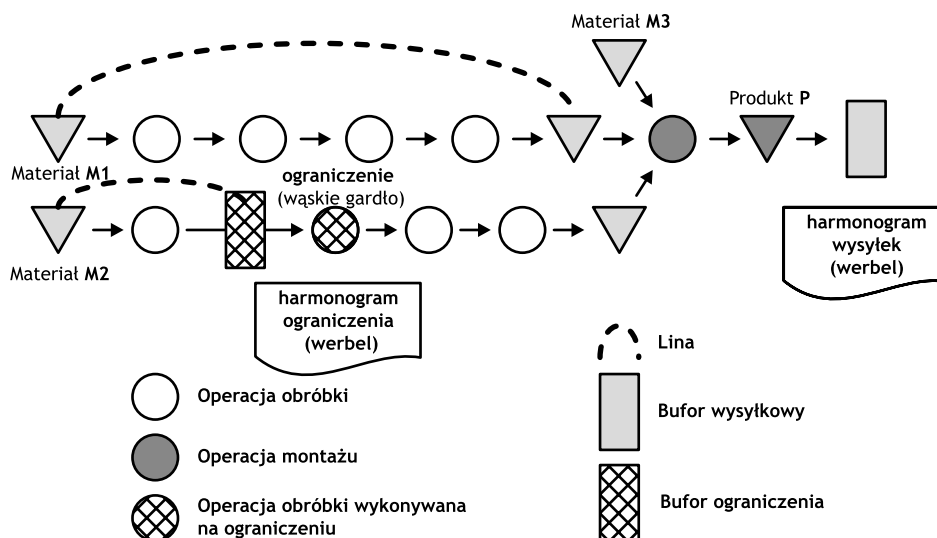 Materiał M3
Produkt P
Materiał M1
ograniczenie
(wąskie gardło)
Materiał M2
harmonogram
wysyłek
(werbel)
harmonogram
ograniczenia
(werbel)
Lina
Operacja obróbki
Bufor wysyłkowy
Operacja montażu
Operacja obróbki wykonywana
na ograniczeniu
Bufor ograniczenia